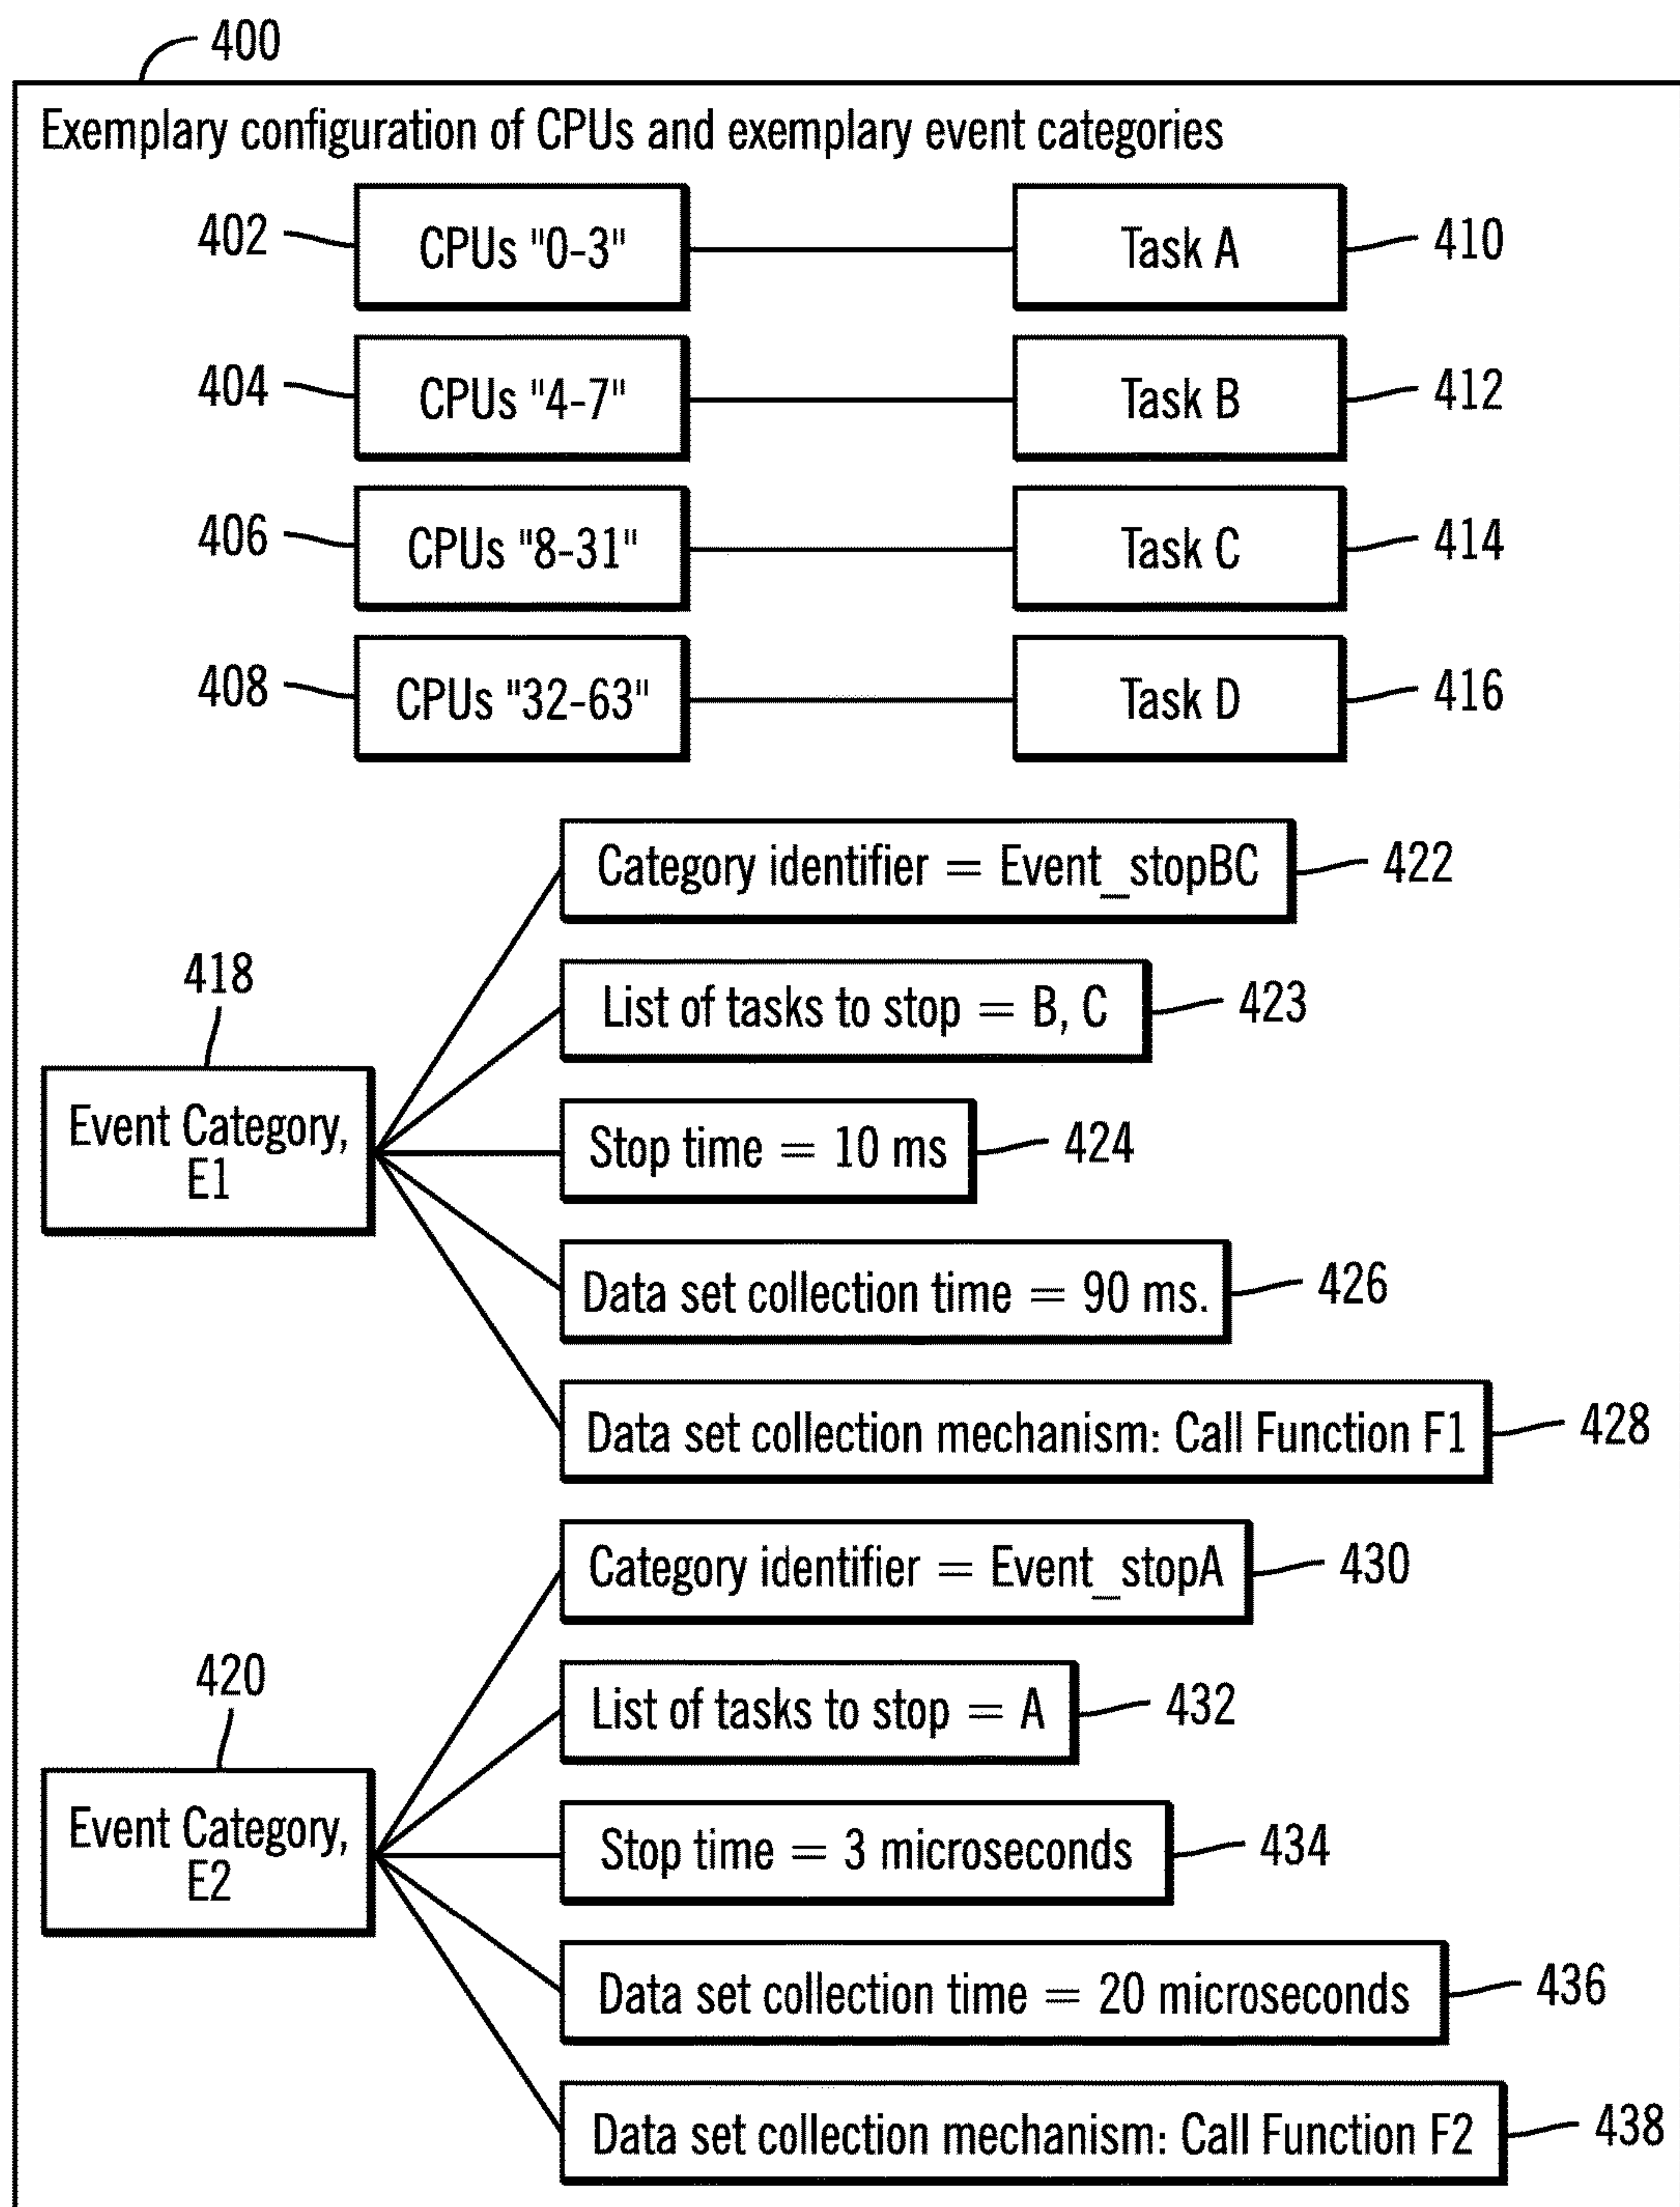 400
Exemplary configuration of CPUs and exemplary event categories
402 CPUs "0-3" Task A 410
404 CPUs "4-7" Task B 412
406 CPUs "8-31" Task C 414
408 CPUs "32-63" Task D 416
Category identifier = Event_stopBC 422
418
List of tasks to stop = B, C 423
Event Category,
E1
Stop time = 10 ms 424
Data set collection time = 90 ms. 426
Data set collection mechanism: Call Function F1 428
Category identifier = Event_stopA 430
420
List of tasks to stop = A 432
Event Category,
E2
Stop time = 3 microseconds 434
Data set collection time = 20 microseconds 436
Data set collection mechanism: Call Function F2 438